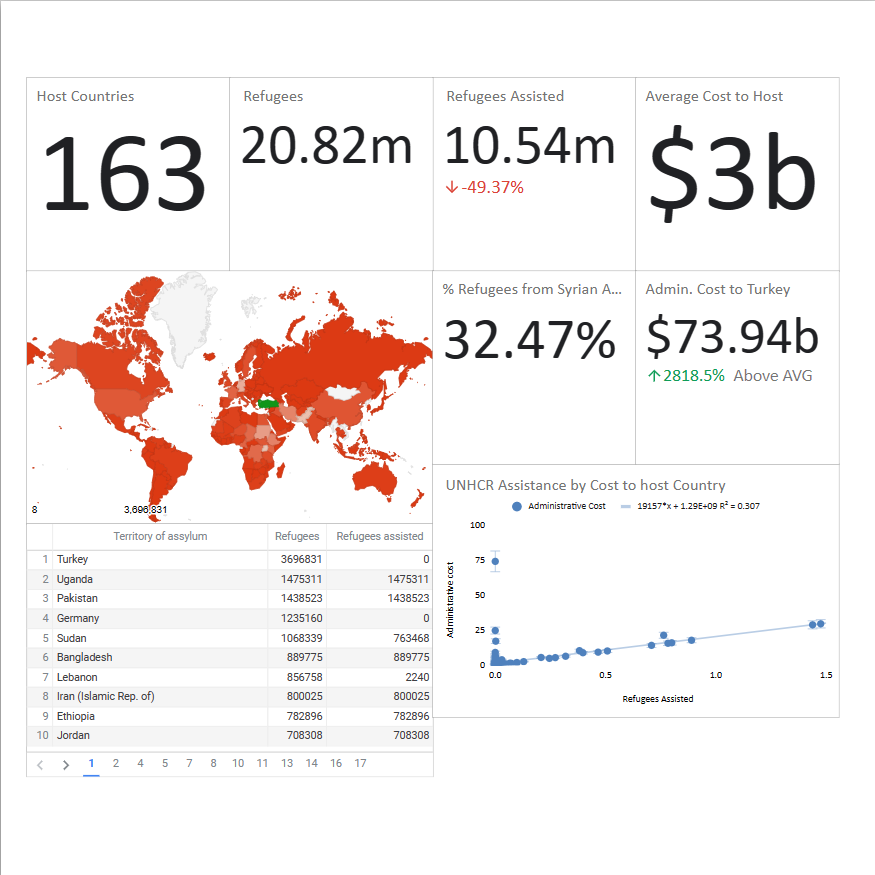 Host Countries
163
Refugees
20.82m
Refugees Assisted
10.54m
-49.37%
Average Cost to Host
$3b
% Refugees from Syrian A...
32.47%
Admin. Cost to Turkey
$73.94b
2818.5% Above AVG
8
3,696,831
Territory of assylum Refugees Refugees assisted
1 Turkey 3696831 0
2 Uganda 1475311 1475311
3 Pakistan 1438523 1438523
4 Germany 1235160 0
5 Sudan 1068339 763468
6 Bangladesh 889775 889775
7 Lebanon 856758 2240
8 Iran (Islamic Rep. of) 800025 800025
9 Ethiopia 782896 782896
10 Jordan 708308 708308
1 2 4 5 7 8 10 11 13 14 16 17
UNHCR Assistance by Cost to host Country
Administrative Cost 19157*x + 1.29E+09 R² = 0.307
Administrative cost
100
75
50
25
0
0.0 0.5 1.0 1.5
Refugees Assisted